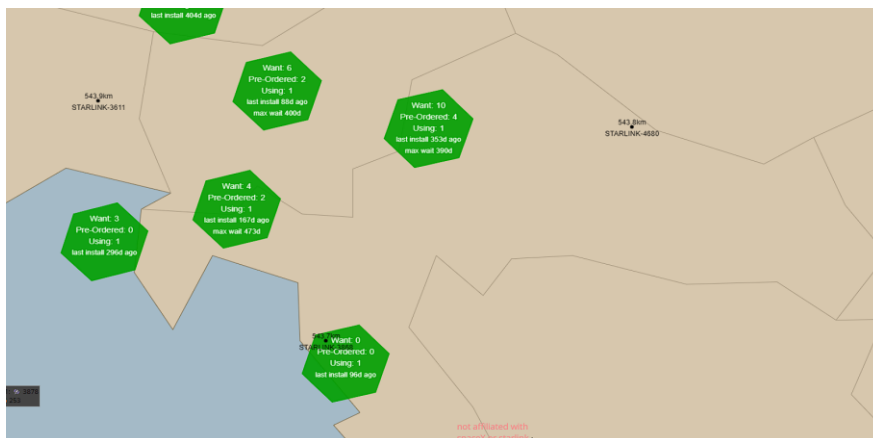 last install 404d ago
Want: 6
Pre-Ordered: 2
Using: 1
last install 88d ago
max wait 400d
543.9km
STARLINK-3611
Want: 10
Pre-Ordered: 4
Using: 1
last install 353d ago
max wait 390d
543.8km
STARLINK-4680
Want: 4
Pre-Ordered: 2
Using: 1
last install 167d ago
max wait 473d
Want: 3
Pre-Ordered: 0
Using: 1
last install 296d ago
Want: 0
Pre-Ordered: 0
Using: 1
last install 96d ago
not affiliated with